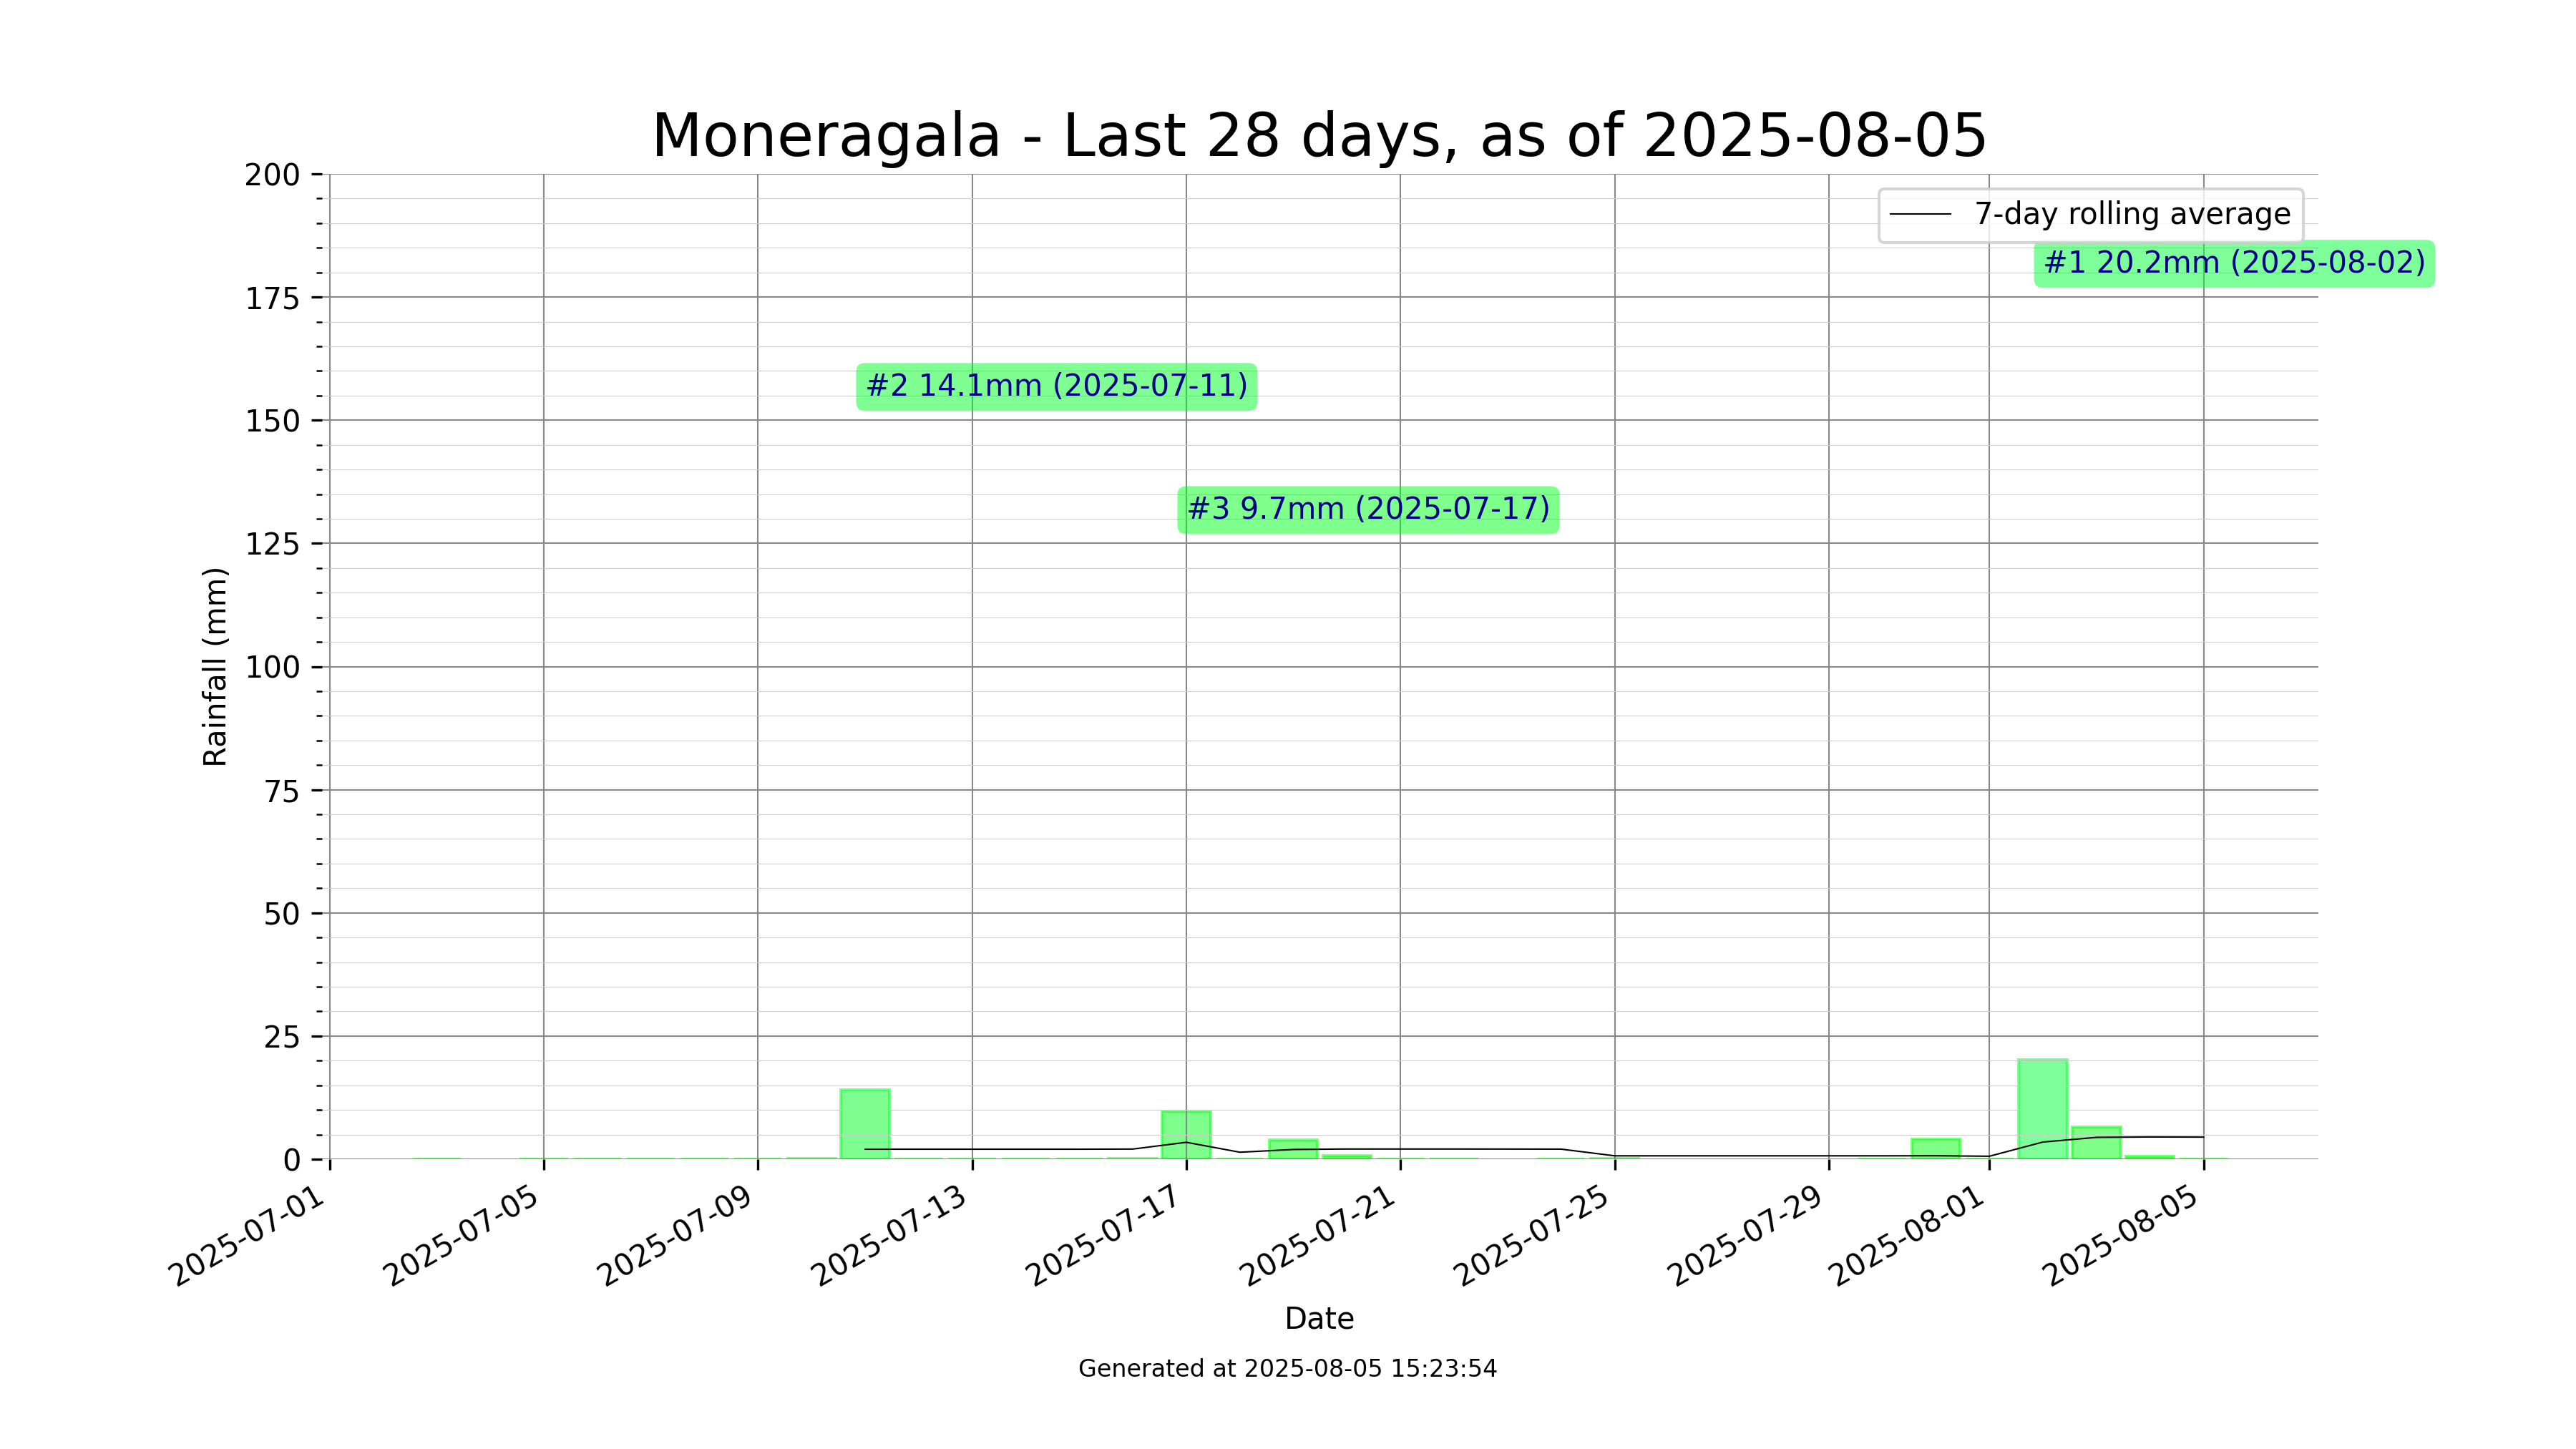 Moneragala - Last 28 days, as of 2025-08-05
200
175
150
125
100
75
50
25
0
Rainfall (mm)
7-day rolling average
#1 20.2mm (2025-08-02)
#2 14.1mm (2025-07-11)
#3 9.7mm (2025-07-17)
2025-07-01
2025-07-05
2025-07-09
2025-07-13
2025-07-17
2025-07-21
2025-07-25
2025-07-29
2025-08-01
2025-08-05
Date
Generated at 2025-08-05 15:23:54